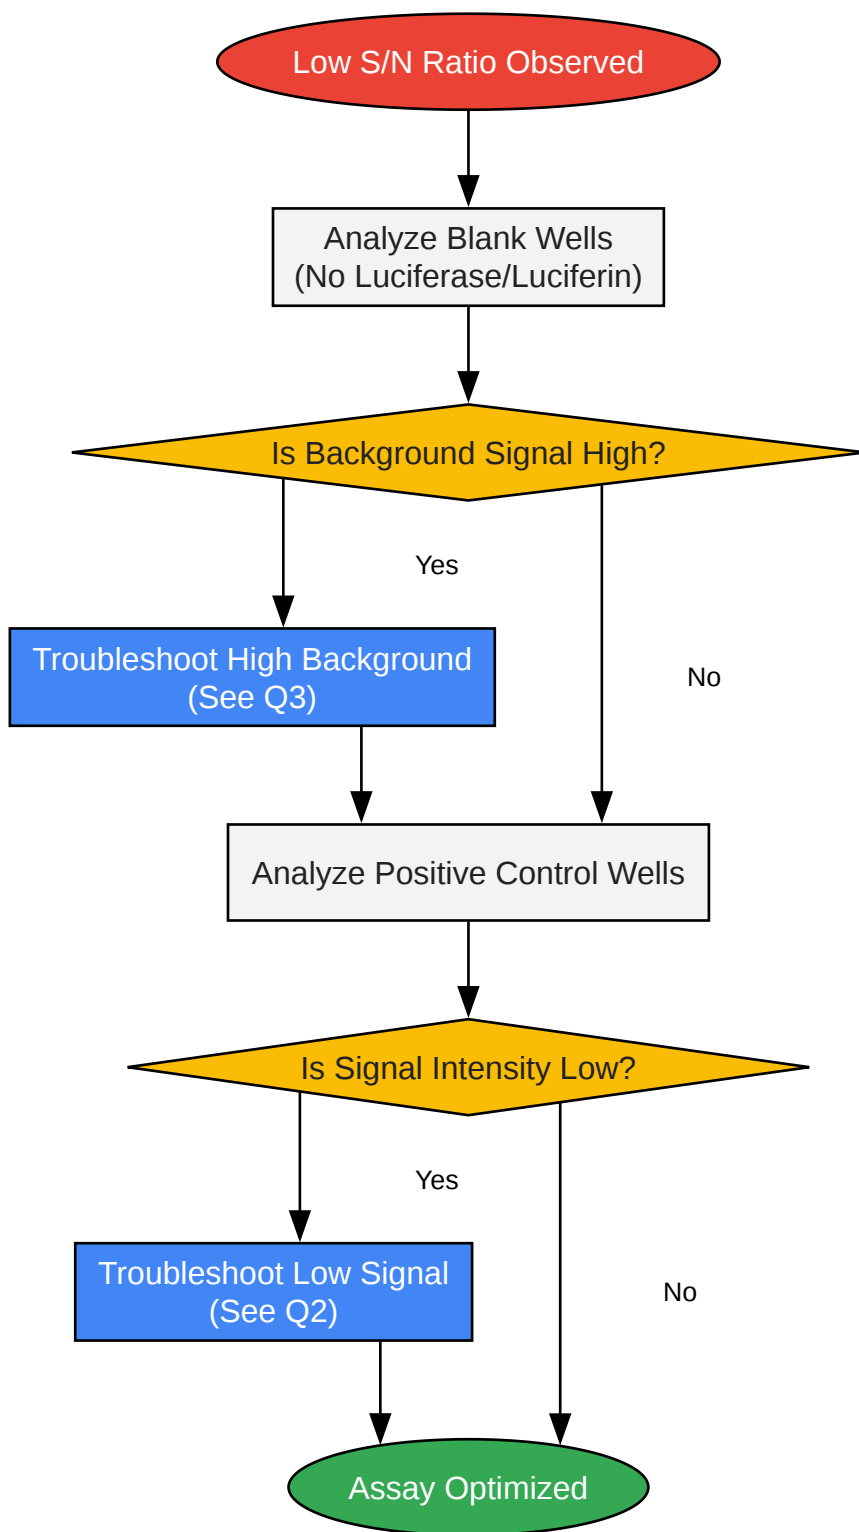 Low S/N Ratio Observed
Analyze Blank Wells
(No Luciferase/Luciferin)
Is Background Signal High?
Yes
Troubleshoot High Background
(See Q3)
No
Analyze Positive Control Wells
Is Signal Intensity Low?
Yes
Troubleshoot Low Signal
(See Q2)
No
Assay Optimized